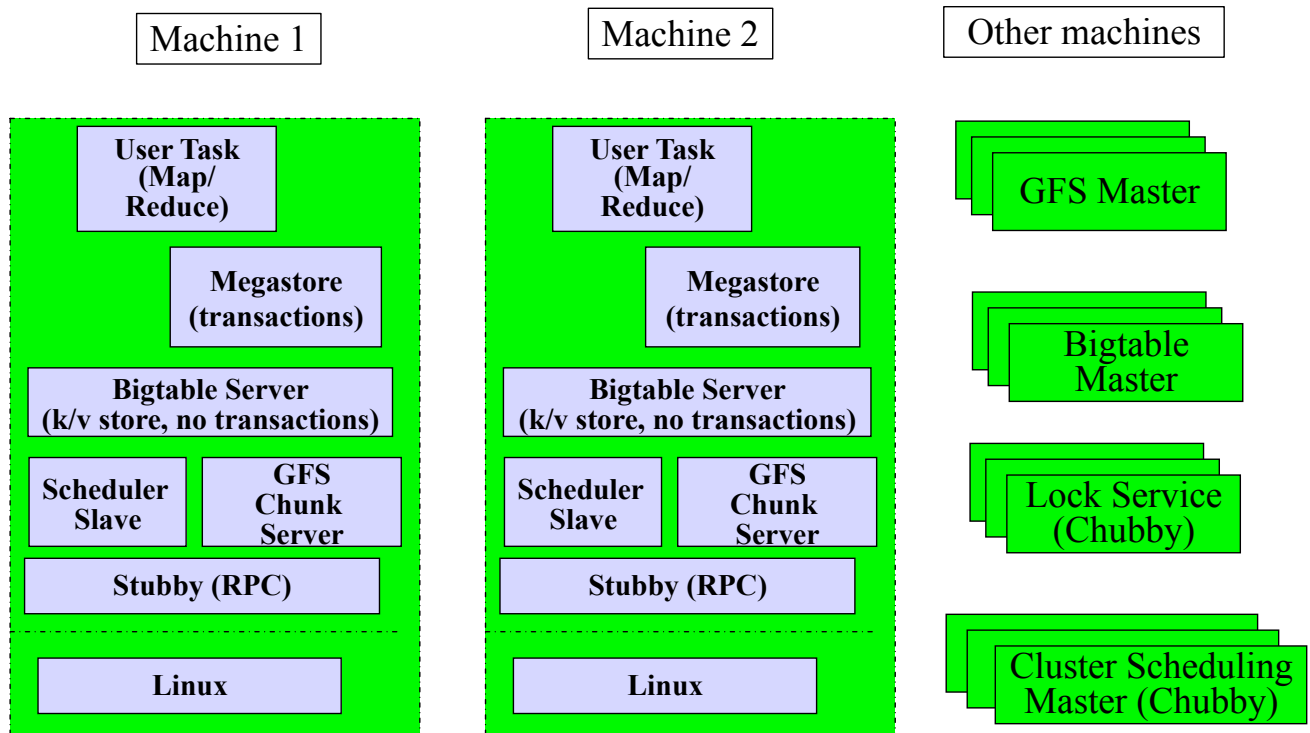 Machine 1
User Task
(Map/
Reduce)
Megastore
(transactions)
Bigtable Server
(k/v store, no transactions)
Scheduler
Slave
GFS
Chunk
Server
Stubby (RPC)
Linux
Machine 2
User Task
(Map/
Reduce)
Megastore
(transactions)
Bigtable Server
(k/v store, no transactions)
Scheduler
Slave
GFS
Chunk
Server
Stubby (RPC)
Linux
Other machines
GFS Master
Bigtable
Master
Lock Service
(Chubby)
Cluster Scheduling
Master (Chubby)